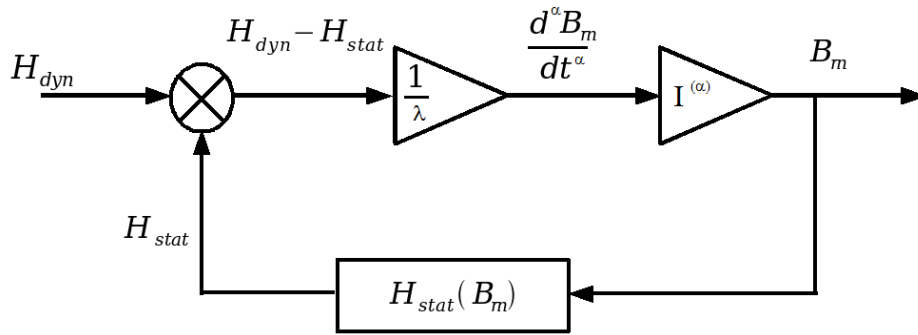 H_dyn
H_dyn − H_stat
1/λ
d^α B_m / dt^α
I^(α)
B_m
H_stat
H_stat(B_m)